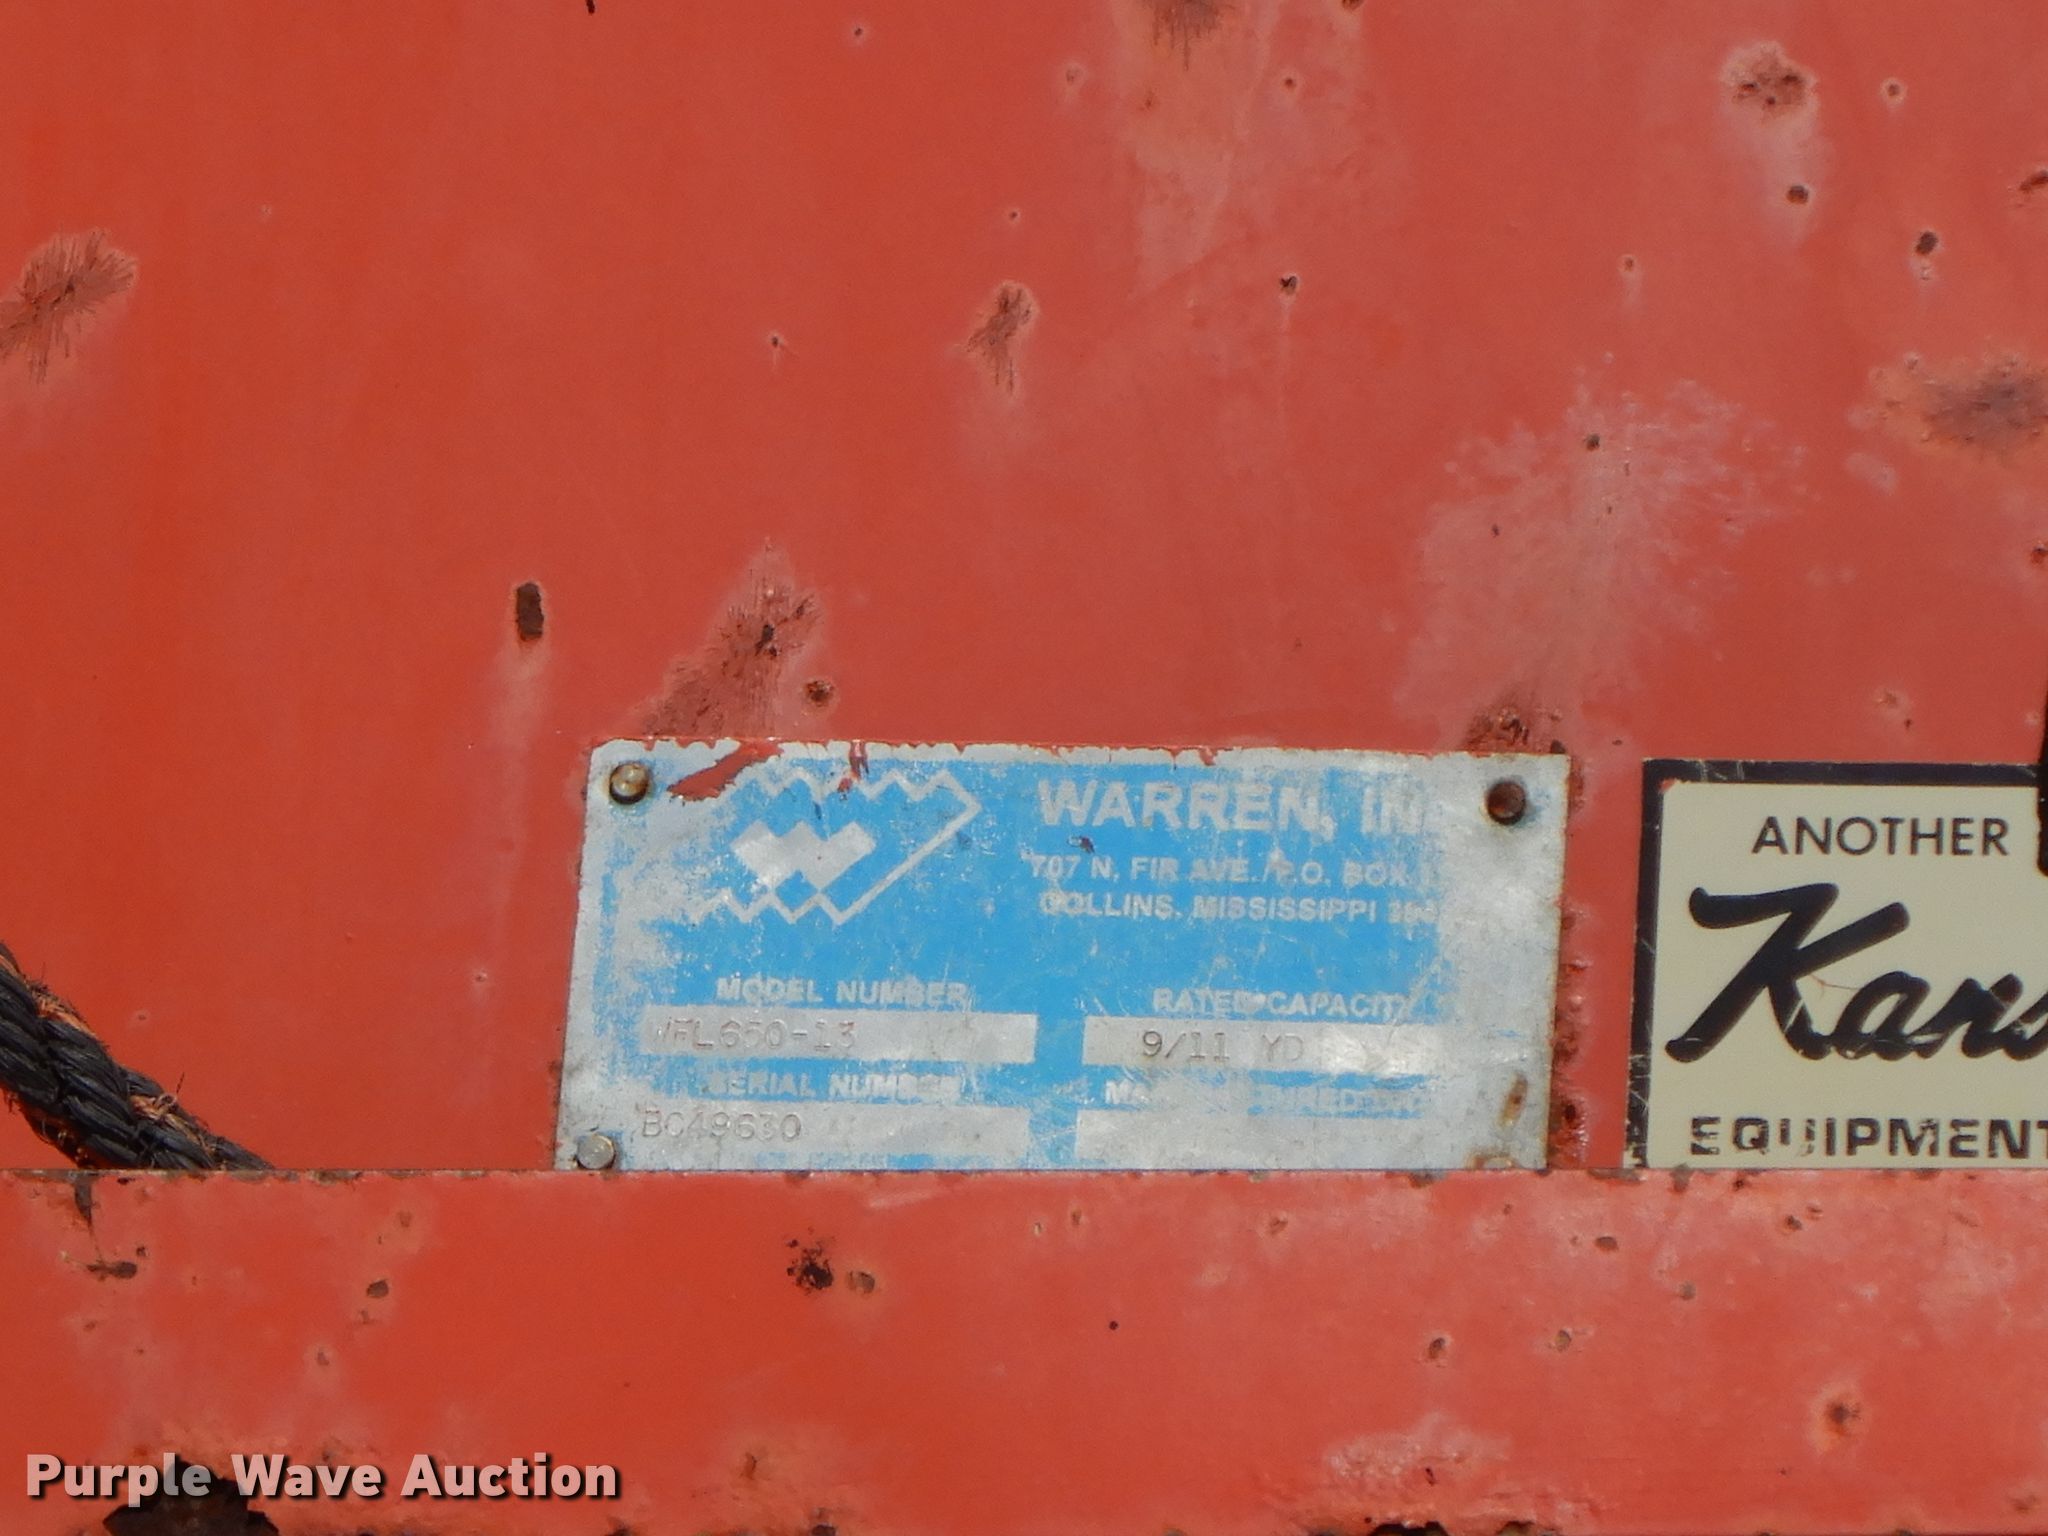 WARREN, IN
707 N. FIR AVE./P.O. BOX
COLLINS, MISSISSIPPI
MODEL NUMBER
RATED CAPACITY
WFL650-13
9/11 YD
SERIAL NUMBER
BC49630
ANOTHER
Kans
EQUIPMENT
Purple Wave Auction